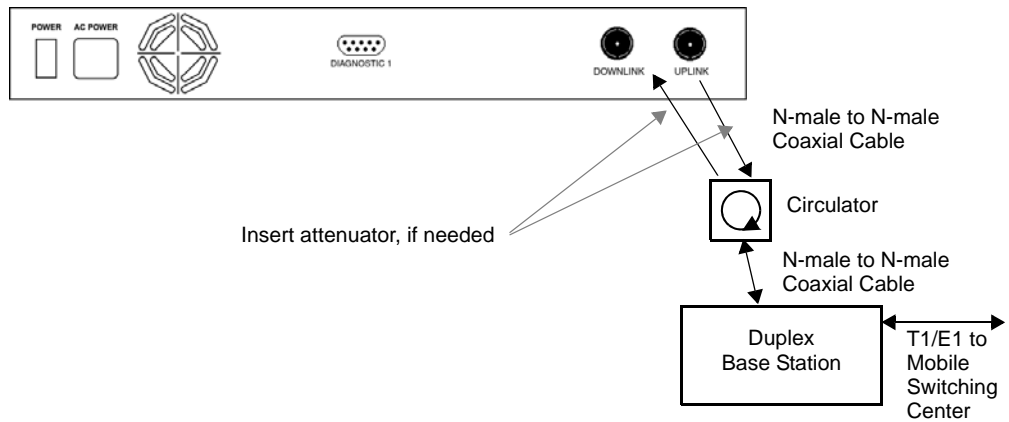 POWER
AC POWER
DIAGNOSTIC 1
DOWNLINK
UPLINK
N-male to N-male
Coaxial Cable
Circulator
Insert attenuator, if needed
N-male to N-male
Coaxial Cable
Duplex
Base Station
T1/E1 to
Mobile
Switching
Center